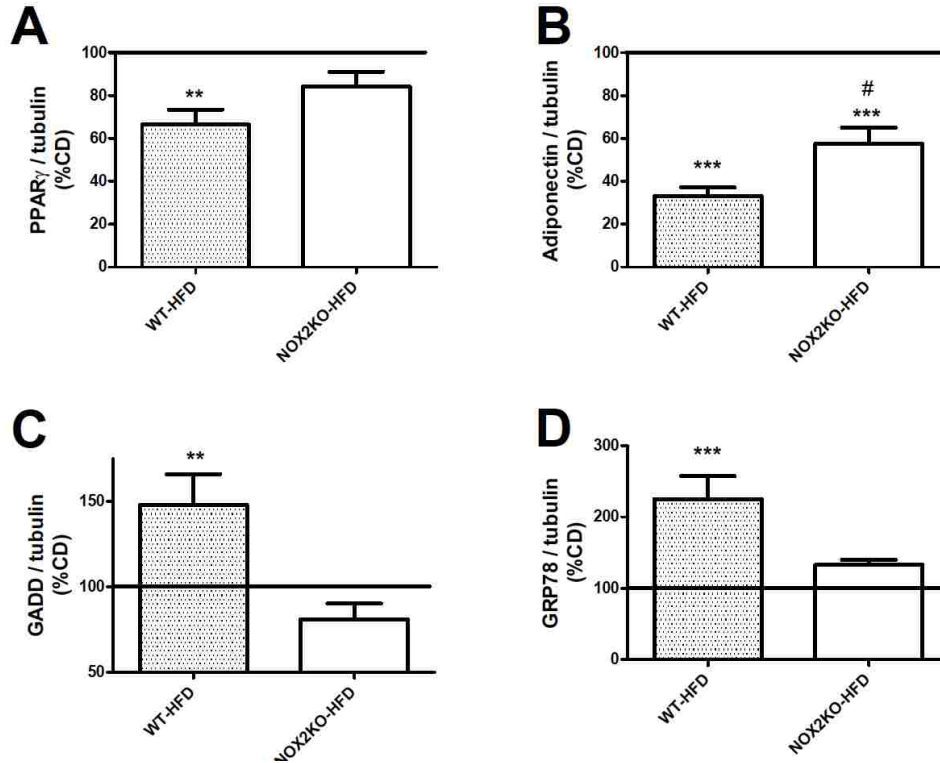 A
PPARγ / tubulin
(%CD)
100
80
60
40
20
0
**
WT-HFD
NOX2KO-HFD
B
Adiponectin / tubulin
(%CD)
100
80
60
40
20
0
***
#
***
WT-HFD
NOX2KO-HFD
C
GADD / tubulin
(%CD)
150
100
50
**
WT-HFD
NOX2KO-HFD
D
GRP78 / tubulin
(%CD)
300
200
100
0
***
WT-HFD
NOX2KO-HFD